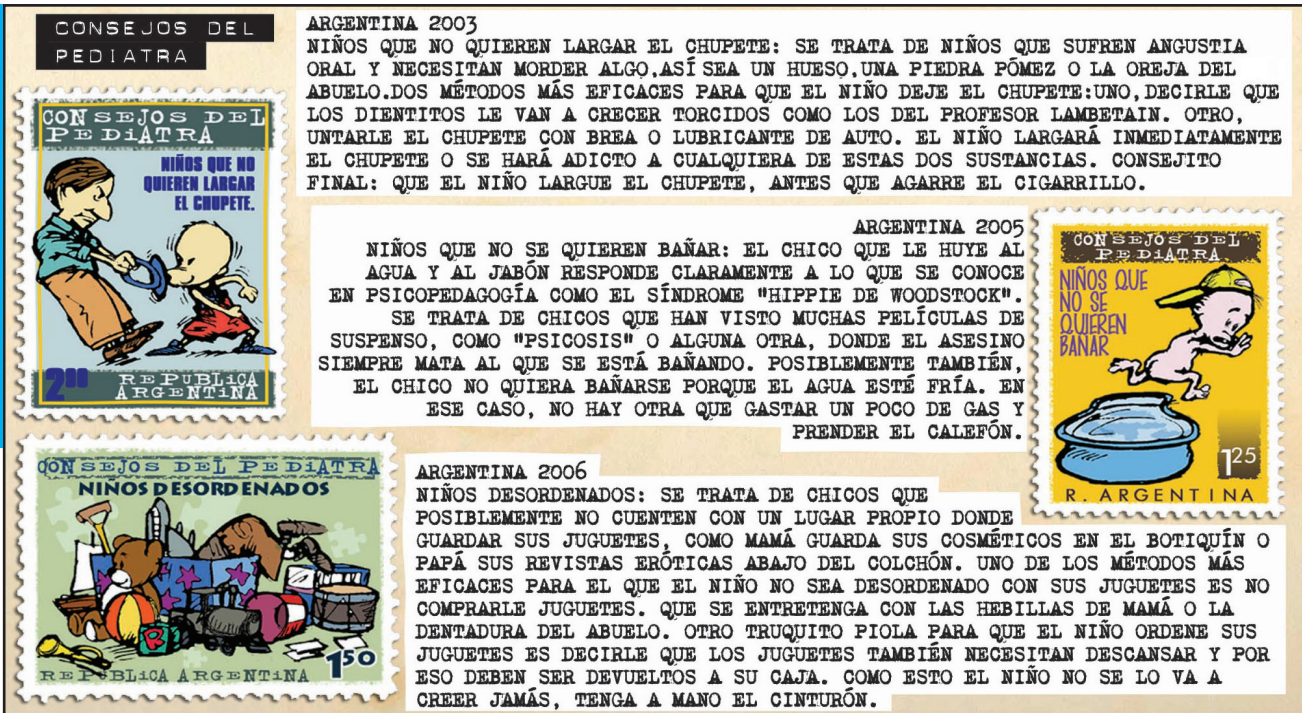 CONSEJOS DEL
PEDIATRA
ARGENTINA 2003
NIÑOS QUE NO QUIEREN LARGAR EL CHUPETE: SE TRATA DE NIÑOS QUE SUFREN ANGUSTIA
ORAL Y NECESITAN MORDER ALGO.ASÍ SEA UN HUESO.UNA PIEDRA PÓMEZ O LA OREJA DEL
ABUELO.DOS MÉTODOS MÁS EFICACES PARA QUE EL NIÑO DEJE EL CHUPETE:UNO,DECIRLE QUE
LOS DIENTITOS LE VAN A CRECER TORCIDOS COMO LOS DEL PROFESOR LAMBETAIN. OTRO,
UNTARLE EL CHUPETE CON BREA O LUBRICANTE DE AUTO. EL NIÑO LARGARÁ INMEDIATAMENTE
EL CHUPETE O SE HARÁ ADICTO A CUALQUIERA DE ESTAS DOS SUSTANCIAS. CONSEJITO
FINAL: QUE EL NIÑO LARGUE EL CHUPETE, ANTES QUE AGARRE EL CIGARRILLO.
CONSEJOS DEL
PEDiATRA
NIÑOS QUE NO
QUIEREN LARGAR
EL CHUPETE.
2⁰⁰
REPUBLiCA
ARGENTiNA
ARGENTINA 2005
NIÑOS QUE NO SE QUIEREN BAÑAR: EL CHICO QUE LE HUYE AL
AGUA Y AL JABÓN RESPONDE CLARAMENTE A LO QUE SE CONOCE
EN PSICOPEDAGOGÍA COMO EL SÍNDROME "HIPPIE DE WOODSTOCK".
SE TRATA DE CHICOS QUE HAN VISTO MUCHAS PELÍCULAS DE
SUSPENSO, COMO "PSICOSIS" O ALGUNA OTRA, DONDE EL ASESINO
SIEMPRE MATA AL QUE SE ESTÁ BAÑANDO. POSIBLEMENTE TAMBIÉN,
EL CHICO NO QUIERA BAÑARSE PORQUE EL AGUA ESTÉ FRÍA. EN
ESE CASO, NO HAY OTRA QUE GASTAR UN POCO DE GAS Y
PRENDER EL CALEFÓN.
CONSEJOS DEL
PEDiATRA
NIÑOS QUE
NO SE
QUIEREN
BAÑAR
1²⁵
R. ARGENTINA
CONSEJOS DEL PEDiATRA
NIÑOS DESORDENADOS
R
1⁵⁰
REPUBLiCA ARGENTiNA
ARGENTINA 2006
NIÑOS DESORDENADOS: SE TRATA DE CHICOS QUE
POSIBLEMENTE NO CUENTEN CON UN LUGAR PROPIO DONDE
GUARDAR SUS JUGUETES, COMO MAMÁ GUARDA SUS COSMÉTICOS EN EL BOTIQUÍN O
PAPÁ SUS REVISTAS ERÓTICAS ABAJO DEL COLCHÓN. UNO DE LOS MÉTODOS MÁS
EFICACES PARA EL QUE EL NIÑO NO SEA DESORDENADO CON SUS JUGUETES ES NO
COMPRARLE JUGUETES. QUE SE ENTRETENGA CON LAS HEBILLAS DE MAMÁ O LA
DENTADURA DEL ABUELO. OTRO TRUQUITO PIOLA PARA QUE EL NIÑO ORDENE SUS
JUGUETES ES DECIRLE QUE LOS JUGUETES TAMBIÉN NECESITAN DESCANSAR Y POR
ESO DEBEN SER DEVUELTOS A SU CAJA. COMO ESTO EL NIÑO NO SE LO VA A
CREER JAMÁS, TENGA A MANO EL CINTURÓN.